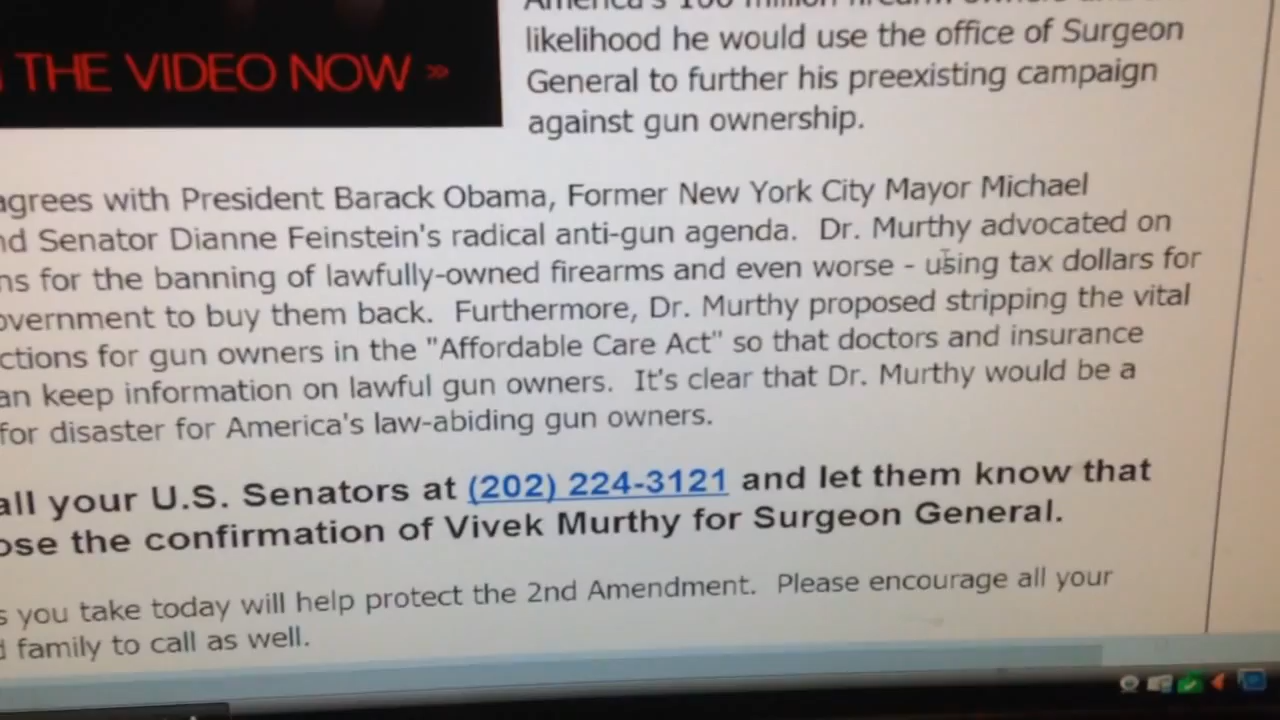 THE VIDEO NOW »
likelihood he would use the office of Surgeon
General to further his preexisting campaign
against gun ownership.
agrees with President Barack Obama, Former New York City Mayor Michael
nd Senator Dianne Feinstein's radical anti-gun agenda. Dr. Murthy advocated on
ns for the banning of lawfully-owned firearms and even worse - using tax dollars for
overnment to buy them back. Furthermore, Dr. Murthy proposed stripping the vital
ctions for gun owners in the "Affordable Care Act" so that doctors and insurance
an keep information on lawful gun owners. It's clear that Dr. Murthy would be a
for disaster for America's law-abiding gun owners.
all your U.S. Senators at (202) 224-3121 and let them know that
ose the confirmation of Vivek Murthy for Surgeon General.
s you take today will help protect the 2nd Amendment. Please encourage all your
d family to call as well.